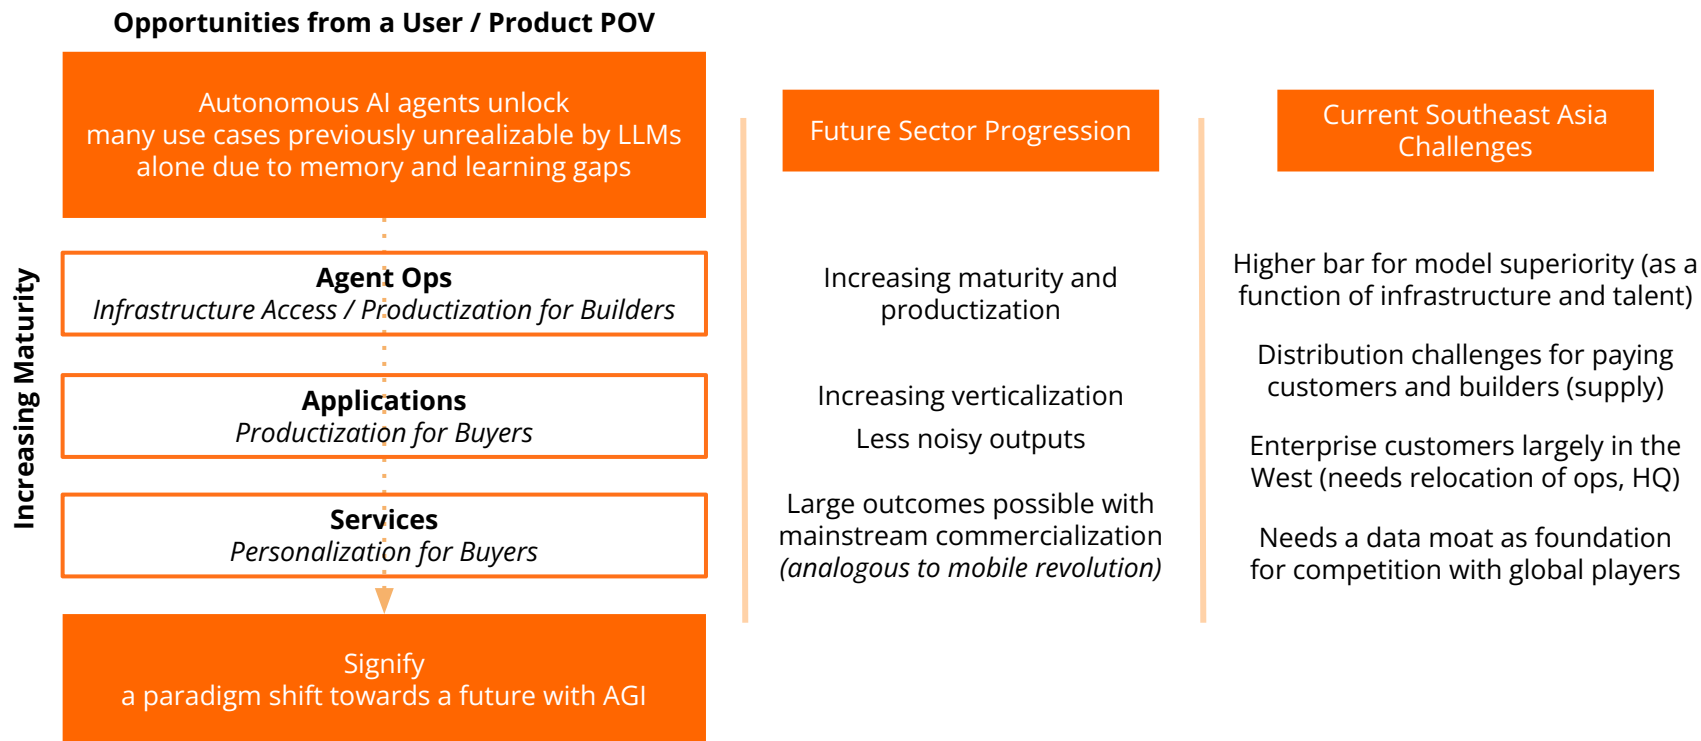 Opportunities from a User / Product POV
Autonomous AI agents unlock
many use cases previously unrealizable by LLMs
alone due to memory and learning gaps
Increasing Maturity
Agent Ops
Infrastructure Access / Productization for Builders
Applications
Productization for Buyers
Services
Personalization for Buyers
Signify
a paradigm shift towards a future with AGI
Future Sector Progression
Increasing maturity and
productization
Increasing verticalization
Less noisy outputs
Large outcomes possible with
mainstream commercialization
(analogous to mobile revolution)
Current Southeast Asia
Challenges
Higher bar for model superiority (as a
function of infrastructure and talent)
Distribution challenges for paying
customers and builders (supply)
Enterprise customers largely in the
West (needs relocation of ops, HQ)
Needs a data moat as foundation
for competition with global players